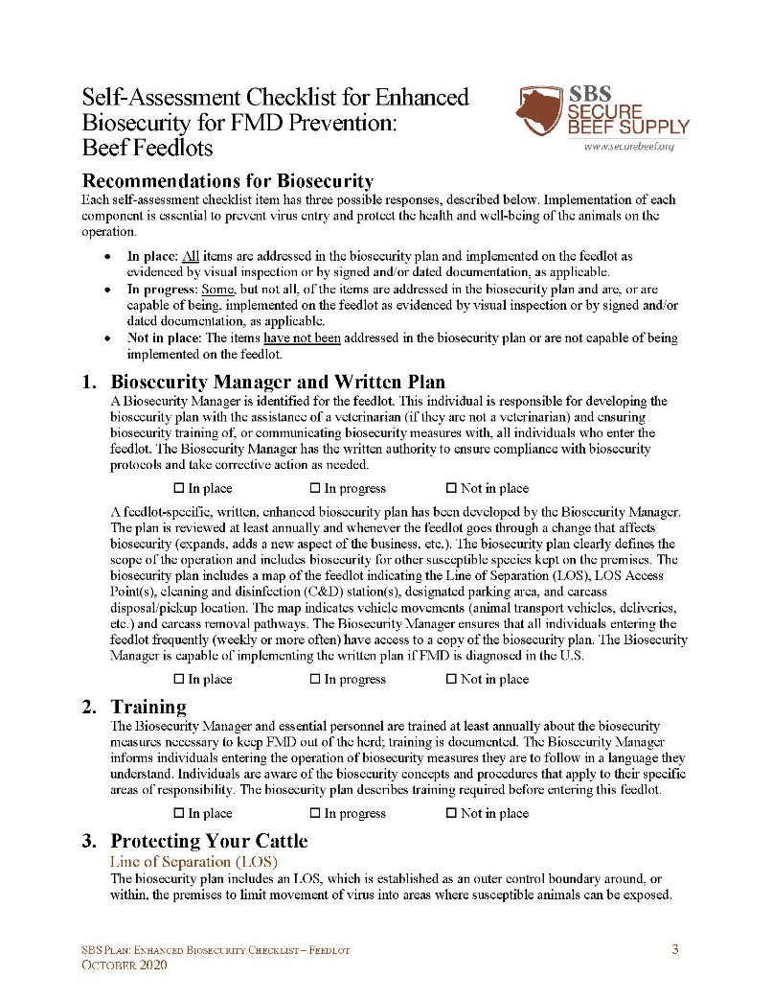 Self-Assessment Checklist for Enhanced
Biosecurity for FMD Prevention:
Beef Feedlots
SBS
SECURE
BEEF SUPPLY
www.securebeef.org
Recommendations for Biosecurity
Each self-assessment checklist item has three possible responses, described below. Implementation of each
component is essential to prevent virus entry and protect the health and well-being of the animals on the
operation.
• In place: All items are addressed in the biosecurity plan and implemented on the feedlot as
evidenced by visual inspection or by signed and/or dated documentation, as applicable.
• In progress: Some, but not all, of the items are addressed in the biosecurity plan and are, or are
capable of being, implemented on the feedlot as evidenced by visual inspection or by signed and/or
dated documentation, as applicable.
• Not in place: The items have not been addressed in the biosecurity plan or are not capable of being
implemented on the feedlot.
1. Biosecurity Manager and Written Plan
A Biosecurity Manager is identified for the feedlot. This individual is responsible for developing the
biosecurity plan with the assistance of a veterinarian (if they are not a veterinarian) and ensuring
biosecurity training of, or communicating biosecurity measures with, all individuals who enter the
feedlot. The Biosecurity Manager has the written authority to ensure compliance with biosecurity
protocols and take corrective action as needed.
☐ In place ☐ In progress ☐ Not in place
A feedlot-specific, written, enhanced biosecurity plan has been developed by the Biosecurity Manager.
The plan is reviewed at least annually and whenever the feedlot goes through a change that affects
biosecurity (expands, adds a new aspect of the business, etc.). The biosecurity plan clearly defines the
scope of the operation and includes biosecurity for other susceptible species kept on the premises. The
biosecurity plan includes a map of the feedlot indicating the Line of Separation (LOS), LOS Access
Point(s), cleaning and disinfection (C&D) station(s), designated parking area, and carcass
disposal/pickup location. The map indicates vehicle movements (animal transport vehicles, deliveries,
etc.) and carcass removal pathways. The Biosecurity Manager ensures that all individuals entering the
feedlot frequently (weekly or more often) have access to a copy of the biosecurity plan. The Biosecurity
Manager is capable of implementing the written plan if FMD is diagnosed in the U.S.
☐ In place ☐ In progress ☐ Not in place
2. Training
The Biosecurity Manager and essential personnel are trained at least annually about the biosecurity
measures necessary to keep FMD out of the herd; training is documented. The Biosecurity Manager
informs individuals entering the operation of biosecurity measures they are to follow in a language they
understand. Individuals are aware of the biosecurity concepts and procedures that apply to their specific
areas of responsibility. The biosecurity plan describes training required before entering this feedlot.
☐ In place ☐ In progress ☐ Not in place
3. Protecting Your Cattle
Line of Separation (LOS)
The biosecurity plan includes an LOS, which is established as an outer control boundary around, or
within, the premises to limit movement of virus into areas where susceptible animals can be exposed.
SBS PLAN: ENHANCED BIOSECURITY CHECKLIST – FEEDLOT 3
OCTOBER 2020